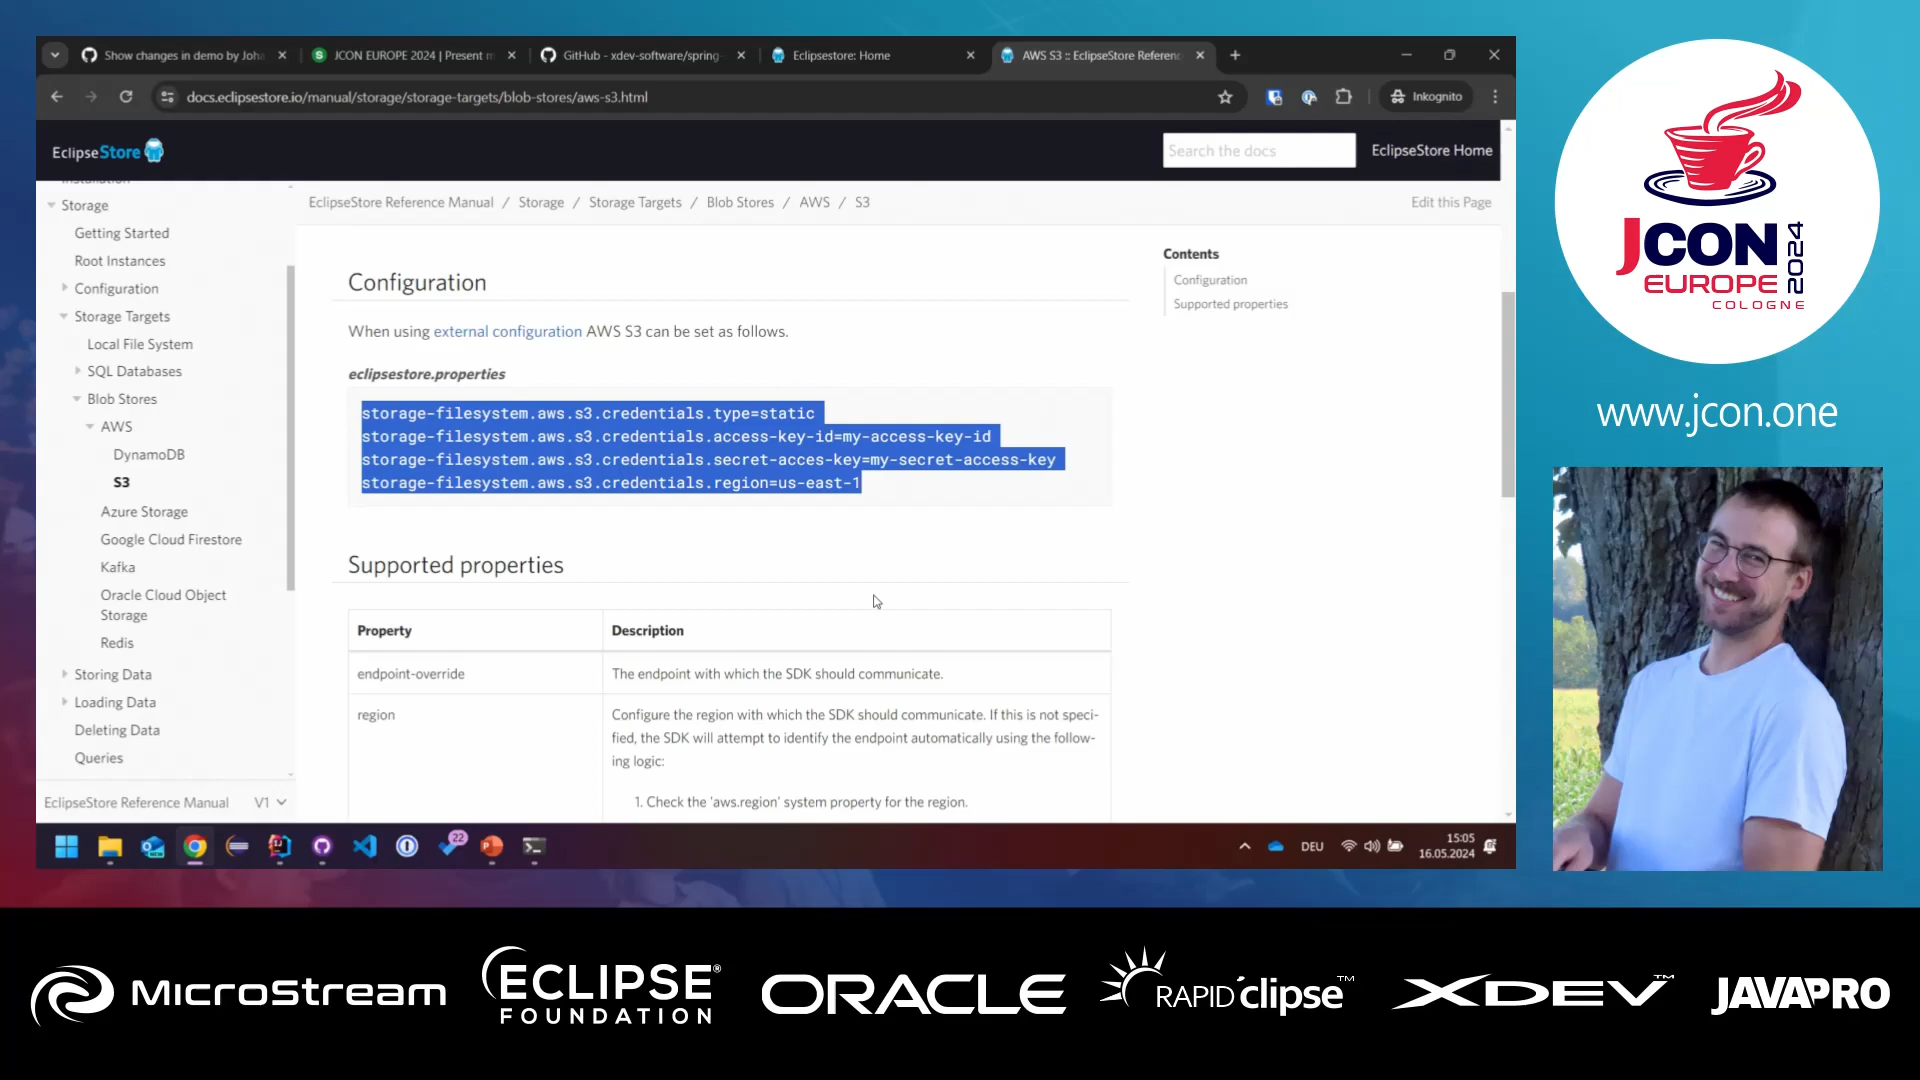 Show changes in demo by Joha
JCON EUROPE 2024 | Present m
GitHub - xdev-software/spring-
Eclipsestore: Home
AWS S3 :: EclipseStore Referenc
docs.eclipsestore.io/manual/storage/storage-targets/blob-stores/aws-s3.html
Inkognito
EclipseStore
Search the docs
EclipseStore Home
Installation
Storage
Getting Started
Root Instances
Configuration
Storage Targets
Local File System
SQL Databases
Blob Stores
AWS
DynamoDB
S3
Azure Storage
Google Cloud Firestore
Kafka
Oracle Cloud Object
Storage
Redis
Storing Data
Loading Data
Deleting Data
Queries
EclipseStore Reference Manual V1
EclipseStore Reference Manual / Storage / Storage Targets / Blob Stores / AWS / S3
Edit this Page
Configuration
When using external configuration AWS S3 can be set as follows.
eclipsestore.properties
storage-filesystem.aws.s3.credentials.type=static
storage-filesystem.aws.s3.credentials.access-key-id=my-access-key-id
storage-filesystem.aws.s3.credentials.secret-acces-key=my-secret-access-key
storage-filesystem.aws.s3.credentials.region=us-east-1
Supported properties
Property Description
endpoint-override The endpoint with which the SDK should communicate.
region Configure the region with which the SDK should communicate. If this is not speci-
fied, the SDK will attempt to identify the endpoint automatically using the follow-
ing logic:
1. Check the 'aws.region' system property for the region.
Contents
Configuration
Supported properties
22
DEU
15:05
16.05.2024
JCON
EUROPE
COLOGNE
2024
www.jcon.one
MicroStream
ECLIPSE®
FOUNDATION
ORACLE
RAPID'clipse™
XDEV™
JAVAPRO